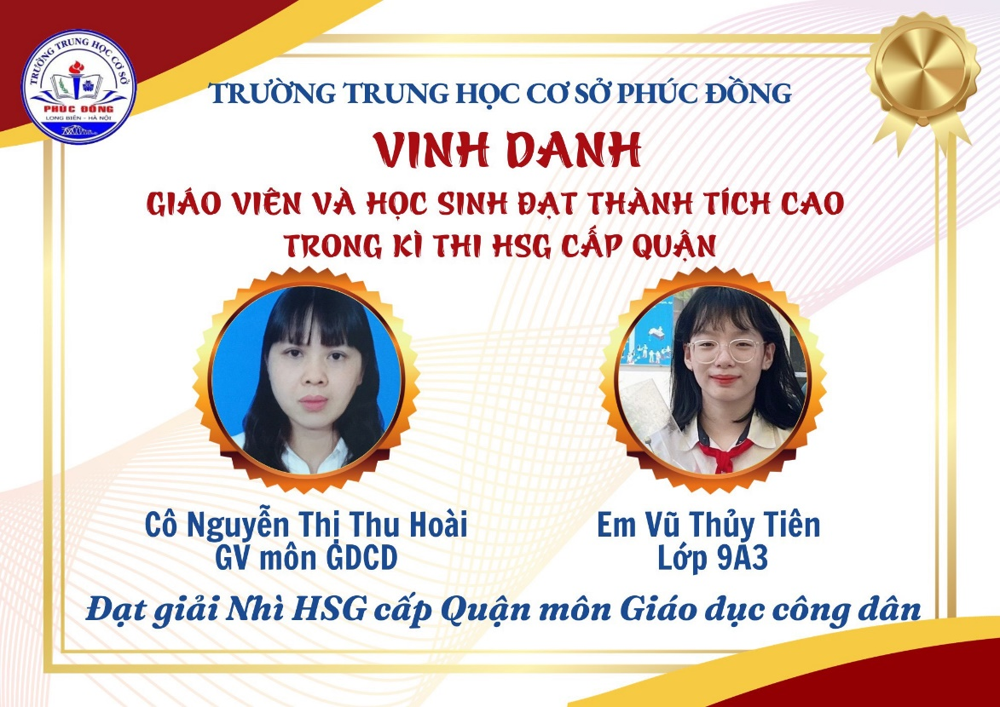 TRƯỜNG TRUNG HỌC CƠ SỞ
PHÚC ĐỒNG
LONG BIÊN - HÀ NỘI
TRƯỜNG TRUNG HỌC CƠ SỞ PHÚC ĐỒNG
VINH DANH
GIÁO VIÊN VÀ HỌC SINH ĐẠT THÀNH TÍCH CAO
TRONG KÌ THI HSG CẤP QUẬN
Cô Nguyễn Thị Thu Hoài
GV môn GDCD
Em Vũ Thủy Tiên
Lớp 9A3
Đạt giải Nhì HSG cấp Quận môn Giáo dục công dân